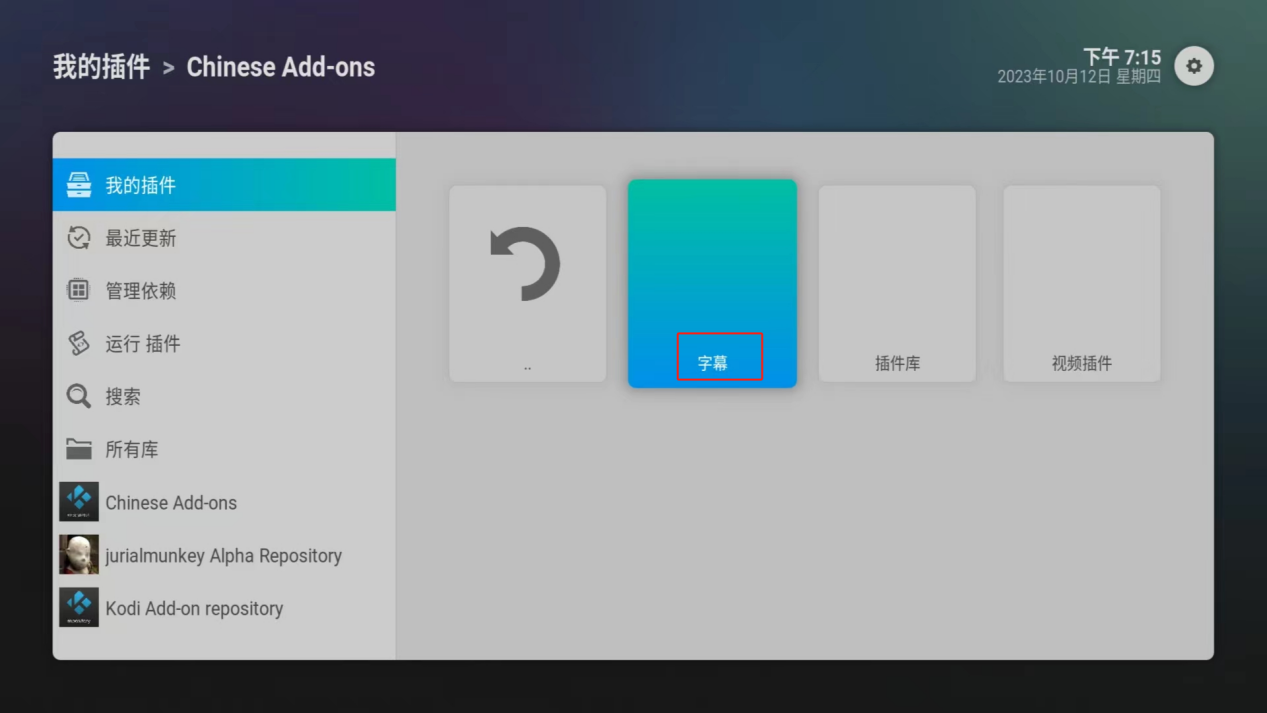 我的插件 > Chinese Add-ons
下午 7:15
2023年10月12日 星期四
我的插件
最近更新
管理依赖
运行 插件
搜索
所有库
Chinese Add-ons
jurialmunkey Alpha Repository
Kodi Add-on repository
..
字幕
插件库
视频插件